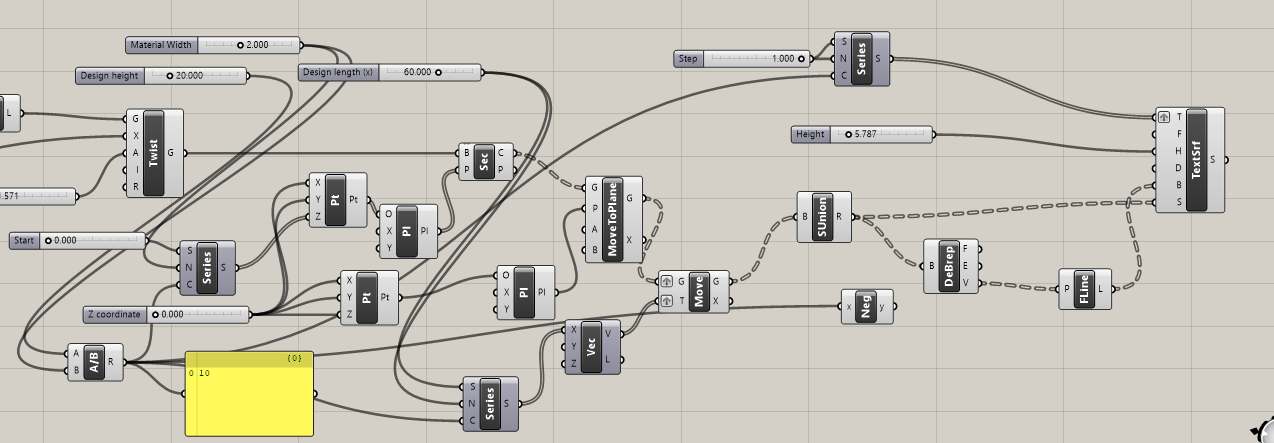 Material Width 2.000
Design height 20.000
Design length (x) 60.000
Step 1.000
S N C Series S
L
G X A I R Twist G
.571
B P Sec C P
Height 5.787
T F H D B S TextSrf S
X Y Z Pt Pt
O X Y Pl Pl
G P A B MoveToPlane G X
B SUnion R
Start 0.000
S N C Series S
X Y Z Pt Pt
O X Y Pl Pl
G T Move G X
B DeBrep F E V
P FLine L
x Neg y
Z coordinate 0.000
A B A/B R
{0}
0 10
X Y Z Vec V L
S N C Series S